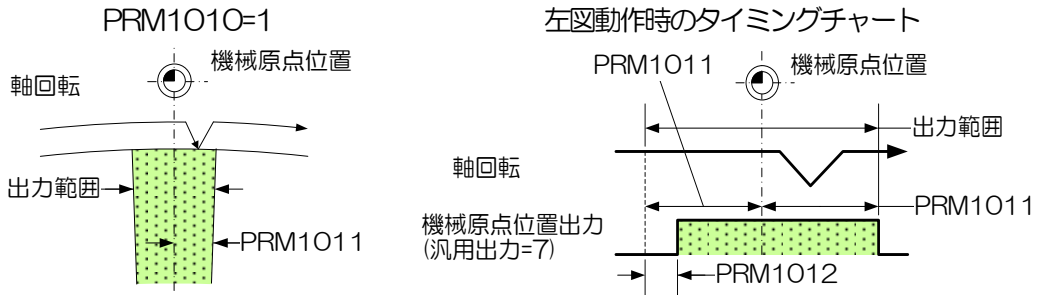 PRM1010=1
機械原点位置
軸回転
出力範囲
PRM1011
左図動作時のタイミングチャート
PRM1011
機械原点位置
出力範囲
軸回転
PRM1011
機械原点位置出力
(汎用出力=7)
PRM1012